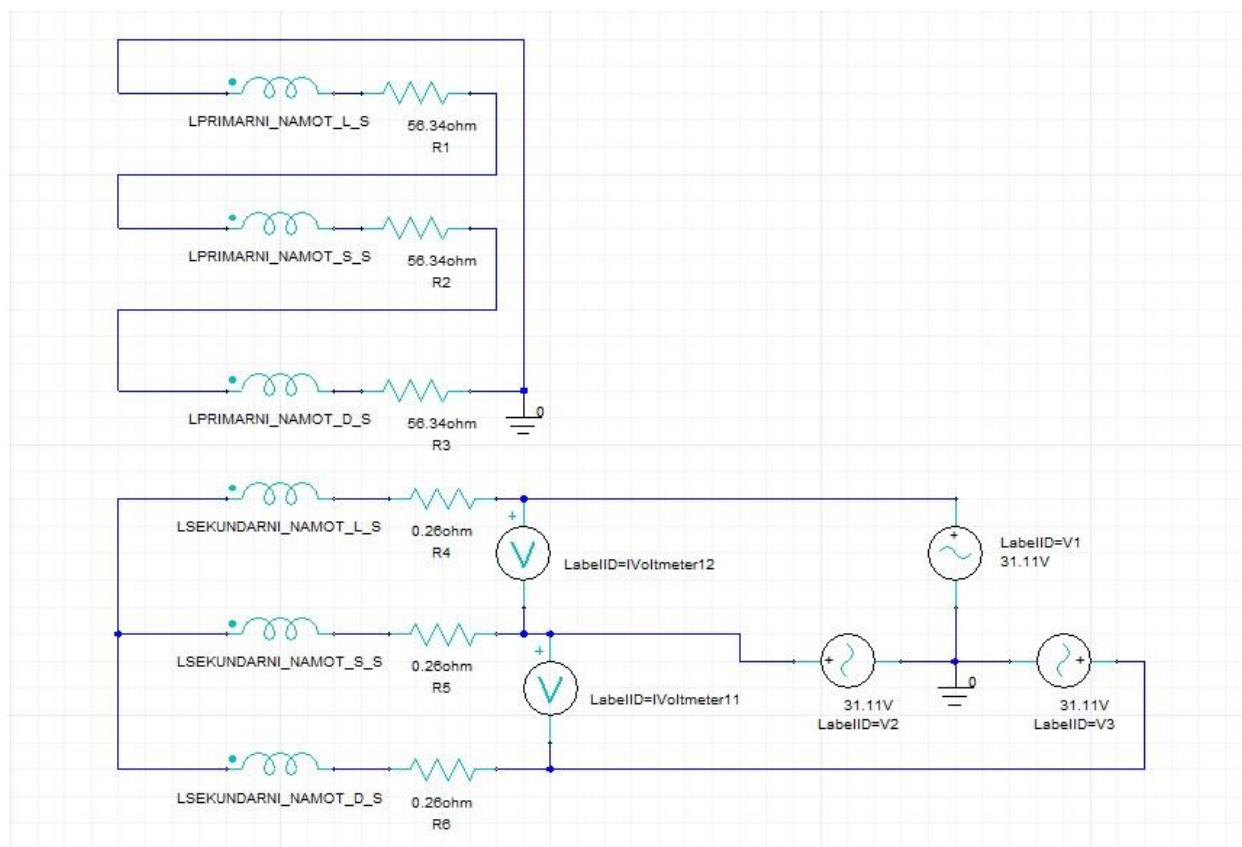 LPRIMARNI_NAMOT_L_S
56.34ohm
R1
LPRIMARNI_NAMOT_S_S
56.34ohm
R2
LPRIMARNI_NAMOT_D_S
56.34ohm
R3
0
LSEKUNDARNI_NAMOT_L_S
0.26ohm
R4
+
V
LabelID=IVoltmeter12
+
LabelID=V1
31.11V
LSEKUNDARNI_NAMOT_S_S
0.26ohm
R5
+
V
LabelID=IVoltmeter11
+
31.11V
LabelID=V2
0
+
31.11V
LabelID=V3
LSEKUNDARNI_NAMOT_D_S
0.26ohm
R6